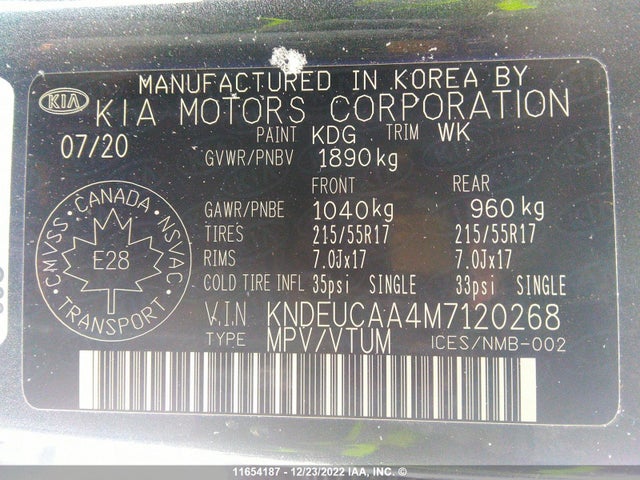 MANUFACTURED IN KOREA BY
KIA
KIA MOTORS CORPORATION
07/20
PAINT KDG TRIM WK
GVWR/PNBV 1890kg
FRONT REAR
GAWR/PNBE 1040kg 960kg
TIRES 215/55R17 215/55R17
RIMS 7.0Jx17 7.0Jx17
COLD TIRE INFL 35psi SINGLE 33psi SINGLE
CMVSS • CANADA • NSVAC
E28
TRANSPORT
V.I.N KNDEUCAA4M7120268
TYPE MPV/VTUM ICES/NMB-002
11654187 - 12/23/2022 IAA, INC. ©